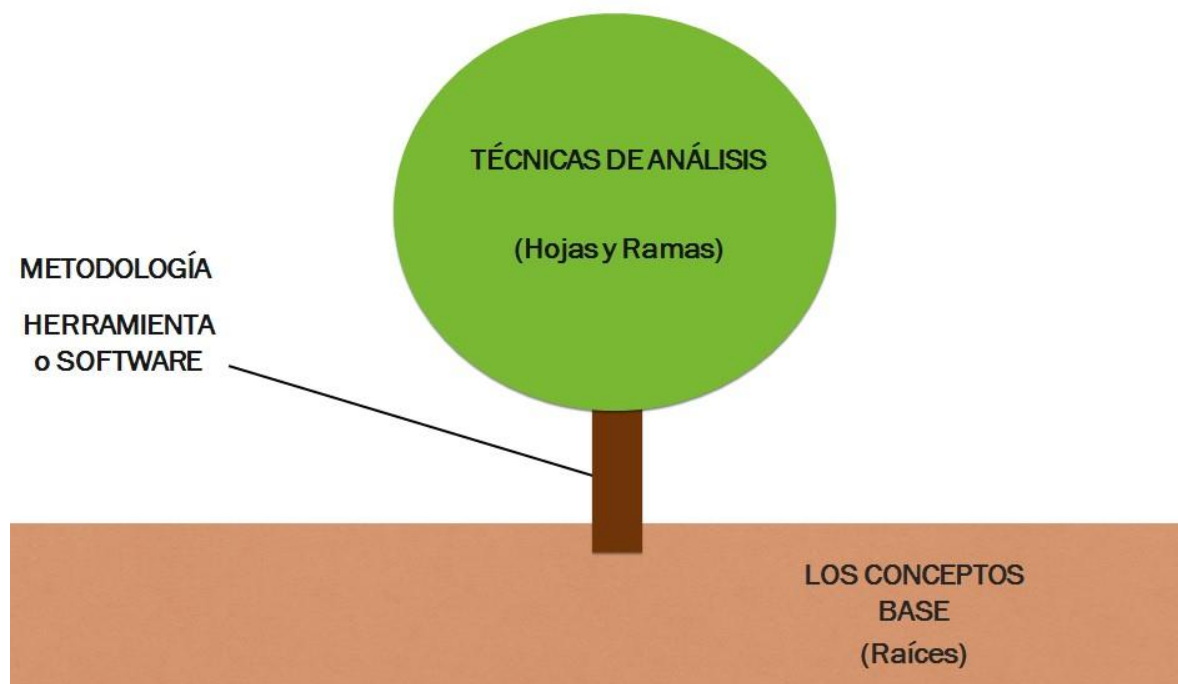 TÉCNICAS DE ANÁLISIS
(Hojas y Ramas)
METODOLOGÍA
HERRAMIENTA
o SOFTWARE
LOS CONCEPTOS
BASE
(Raíces)